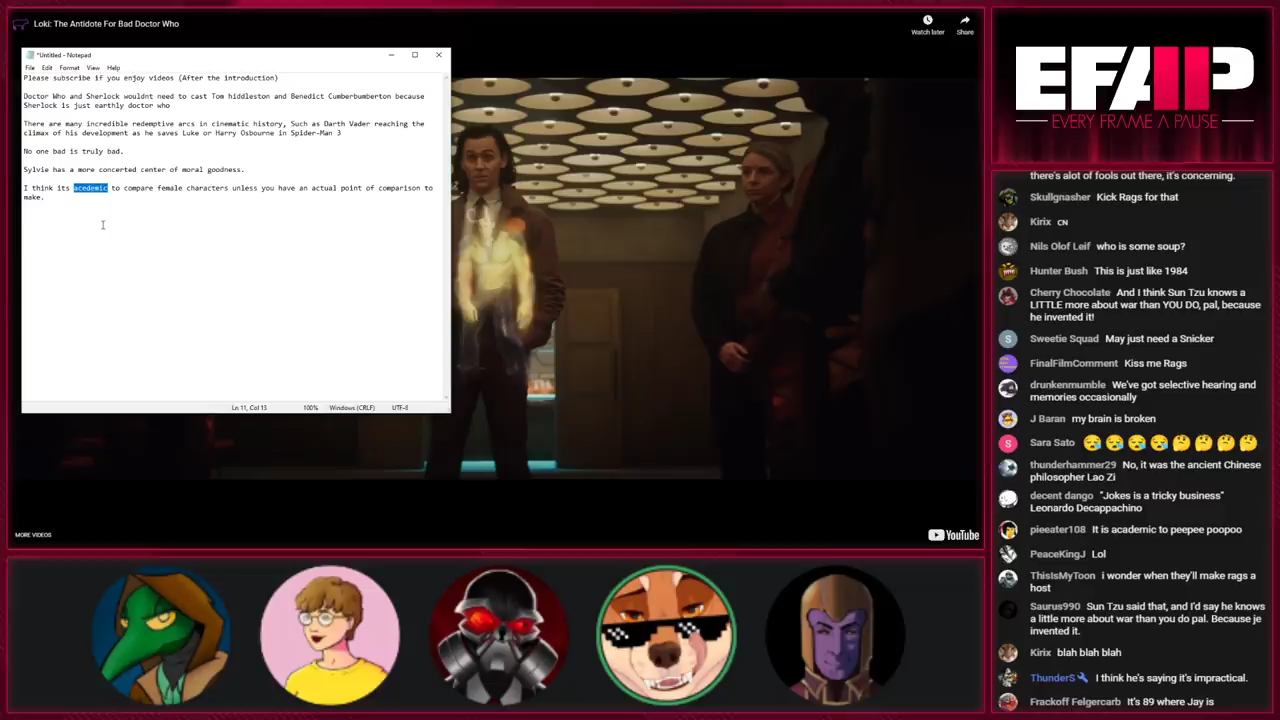 Loki: The Antidote For Bad Doctor Who
Watch later
Share
*Untitled - Notepad
File Edit Format View Help
Please subscribe if you enjoy videos (After the introduction)
Doctor Who and Sherlock wouldnt need to cast Tom hiddleston and Benedict Cumberbumberton because
Sherlock is just earthly doctor who
There are many incredible redemptive arcs in cinematic history, Such as Darth Vader reaching the
climax of his development as he saves Luke or Harry Osbourne in Spider-Man 3
No one bad is truly bad.
Sylvie has a more concerted center of moral goodness.
I think its acedemic to compare female characters unless you have an actual point of comparison to
make.
Ln 11, Col 13
100%
Windows (CRLF)
UTF-8
MORE VIDEOS
YouTube
EFAP
EVERY FRAME A PAUSE
there's alot of fools out there, it's concerning.
Skullgnasher Kick Rags for that
Kirix CN
Nils Olof Leif who is some soup?
Hunter Bush This is just like 1984
Cherry Chocolate And I think Sun Tzu knows a
LITTLE more about war than YOU DO, pal, because
he invented it!
S Sweetie Squad May just need a Snicker
FinalFilmComment Kiss me Rags
drunkenmumble We've got selective hearing and
memories occasionally
J Baran my brain is broken
S Sara Sato 😪😪😪😪🤔🤔🤔🤔
thunderhammer29 No, it was the ancient Chinese
philosopher Lao Zi
decent dango "Jokes is a tricky business"
Leonardo Decappachino
pieeater108 It is academic to peepee poopoo
PeaceKingJ Lol
ThisIsMyToon i wonder when they'll make rags a
host
Saurus990 Sun Tzu said that, and I'd say he knows
a little more about war than you do pal. Because je
invented it.
Kirix blah blah blah
ThunderS I think he's saying it's impractical.
Frackoff Felgercarb It's 89 where Jay is